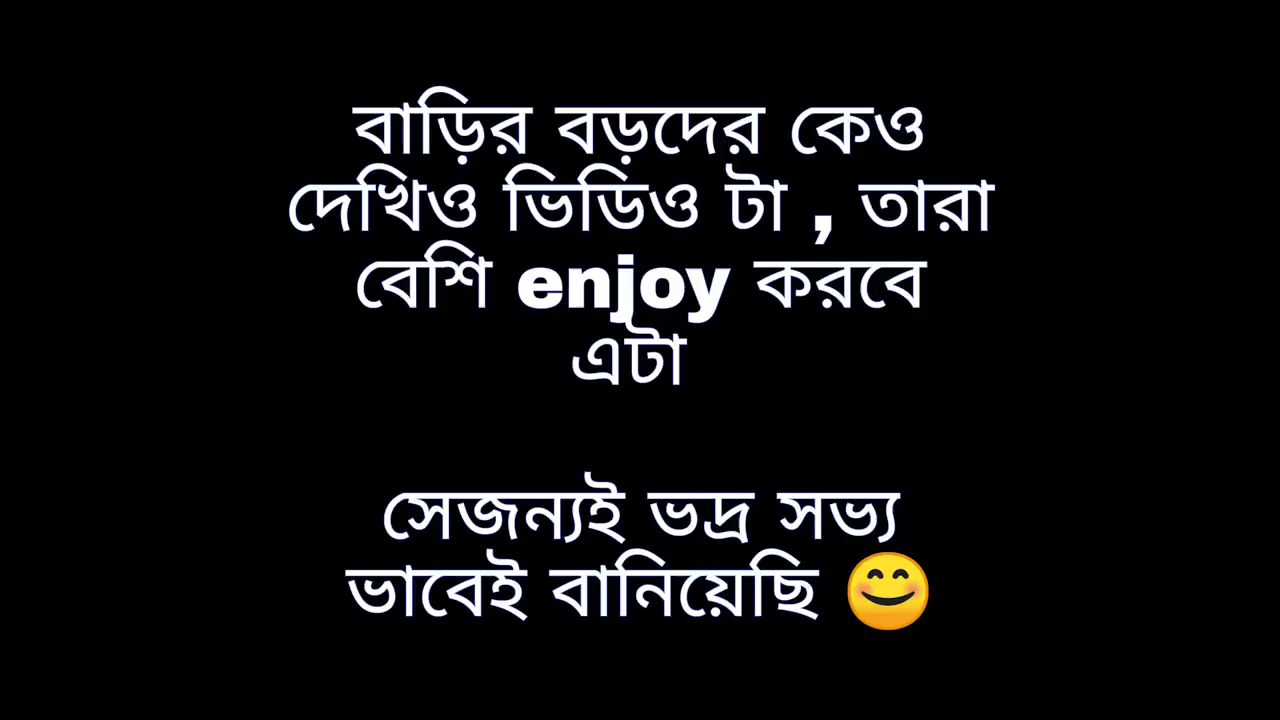 বাড়ির বড়দের কেও
দেখিও ভিডিও টা , তারা
বেশি enjoy করবে
এটা
সেজন্যই ভদ্র সভ্য
ভাবেই বানিয়েছি 😊